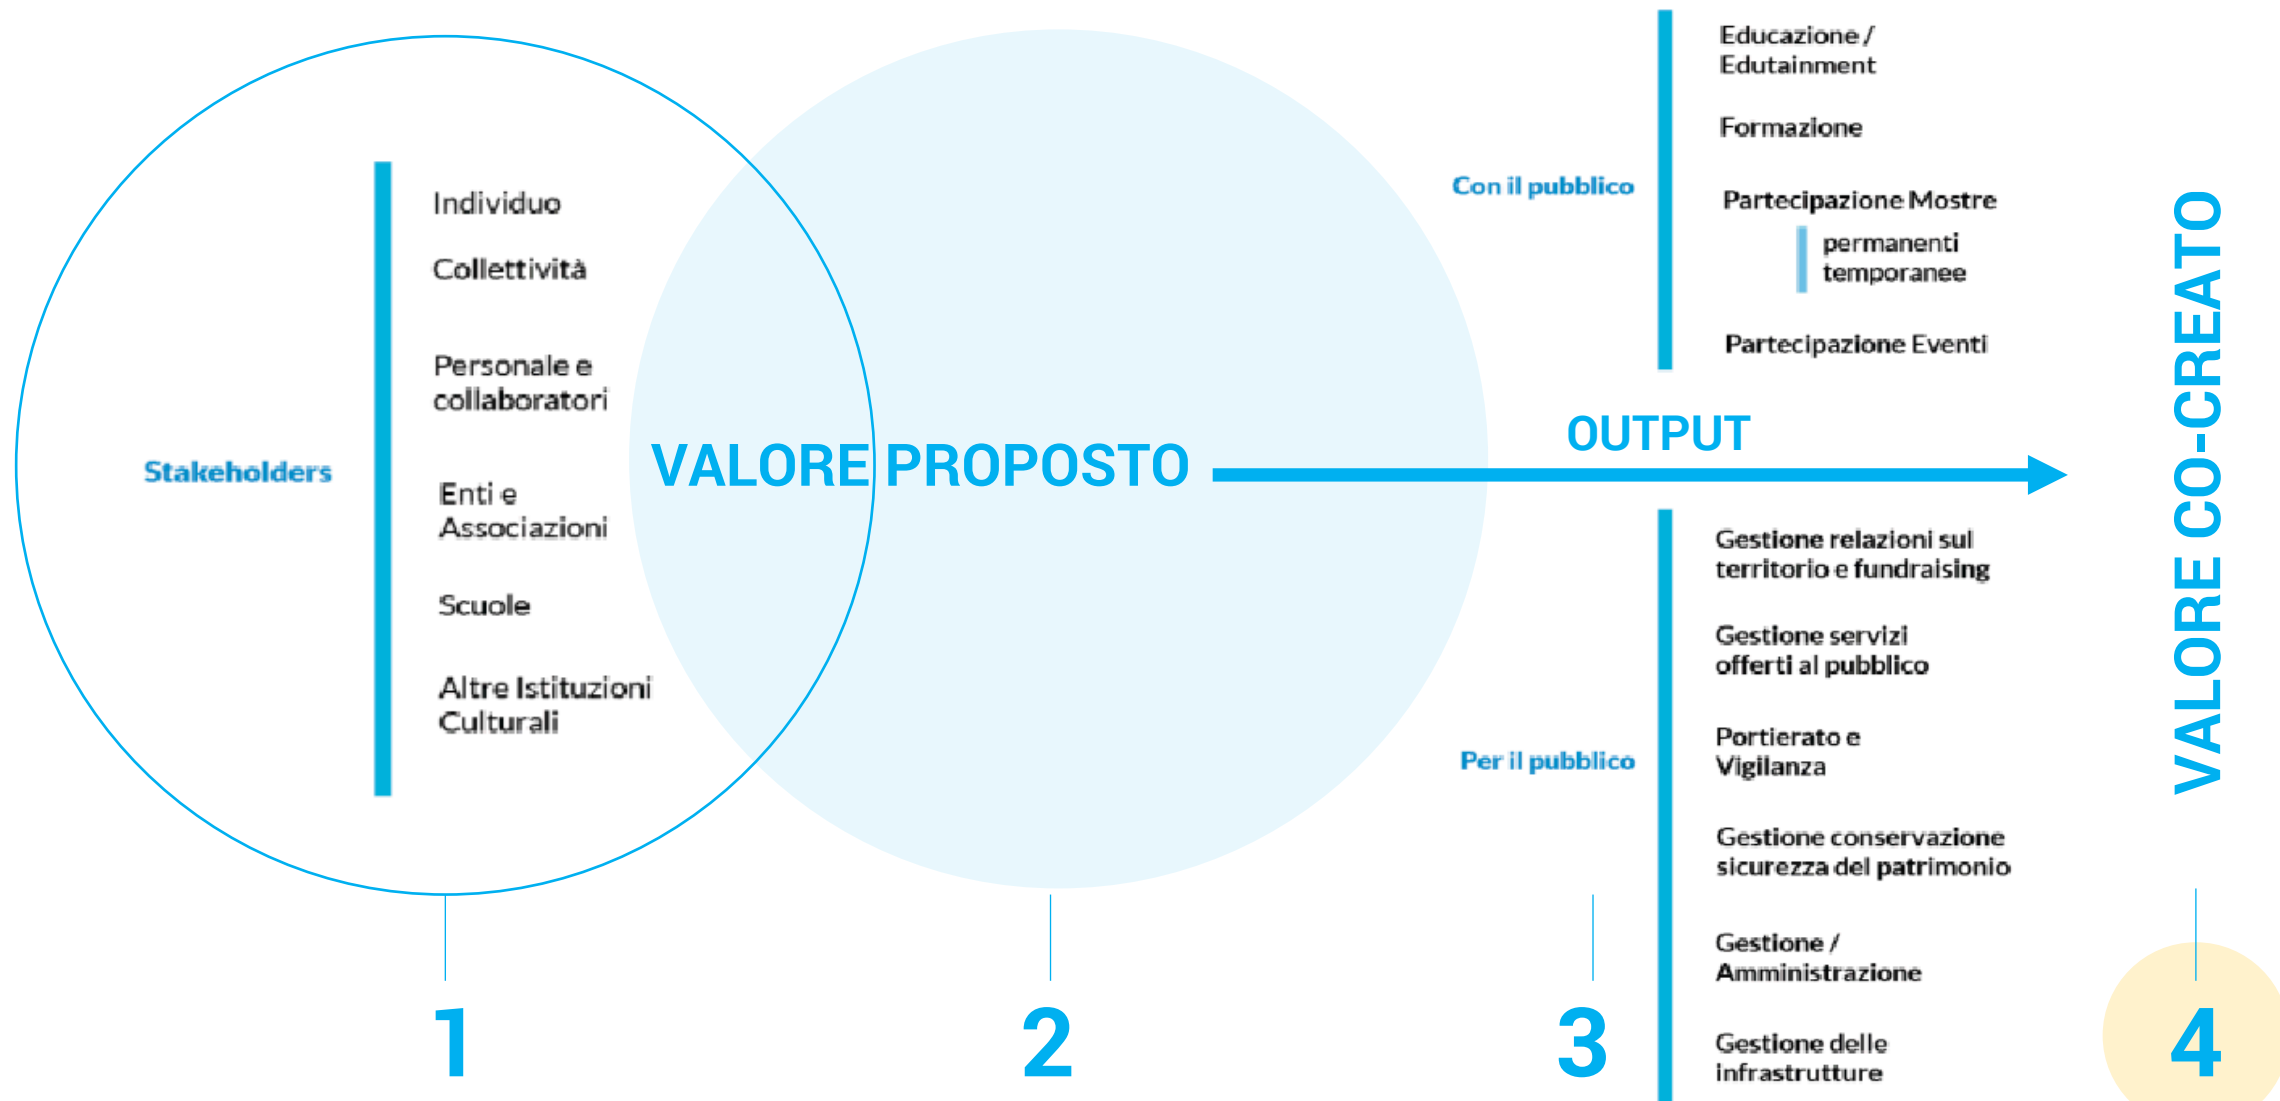 Stakeholders
Individuo
Collettività
Personale e
collaboratori
Enti e
Associazioni
Scuole
Altre Istituzioni
Culturali
VALORE PROPOSTO
OUTPUT
Con il pubblico
Educazione /
Edutainment
Formazione
Partecipazione Mostre
permanenti
temporanee
Partecipazione Eventi
Per il pubblico
Gestione relazioni sul
territorio e fundraising
Gestione servizi
offerti al pubblico
Portierato e
Vigilanza
Gestione conservazione
sicurezza del patrimonio
Gestione /
Amministrazione
Gestione delle
infrastrutture
VALORE CO-CREATO
1
2
3
4